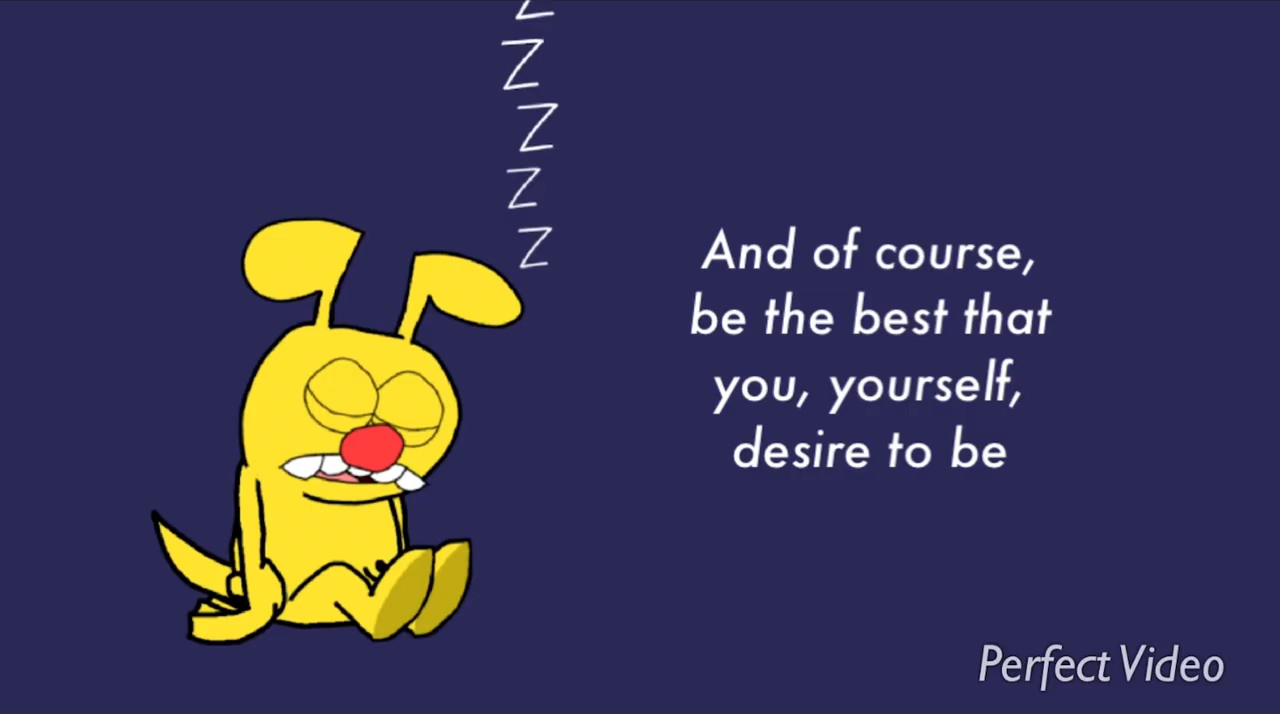 Z
Z
Z
Z
Z
And of course,
be the best that
you, yourself,
desire to be
Perfect Video